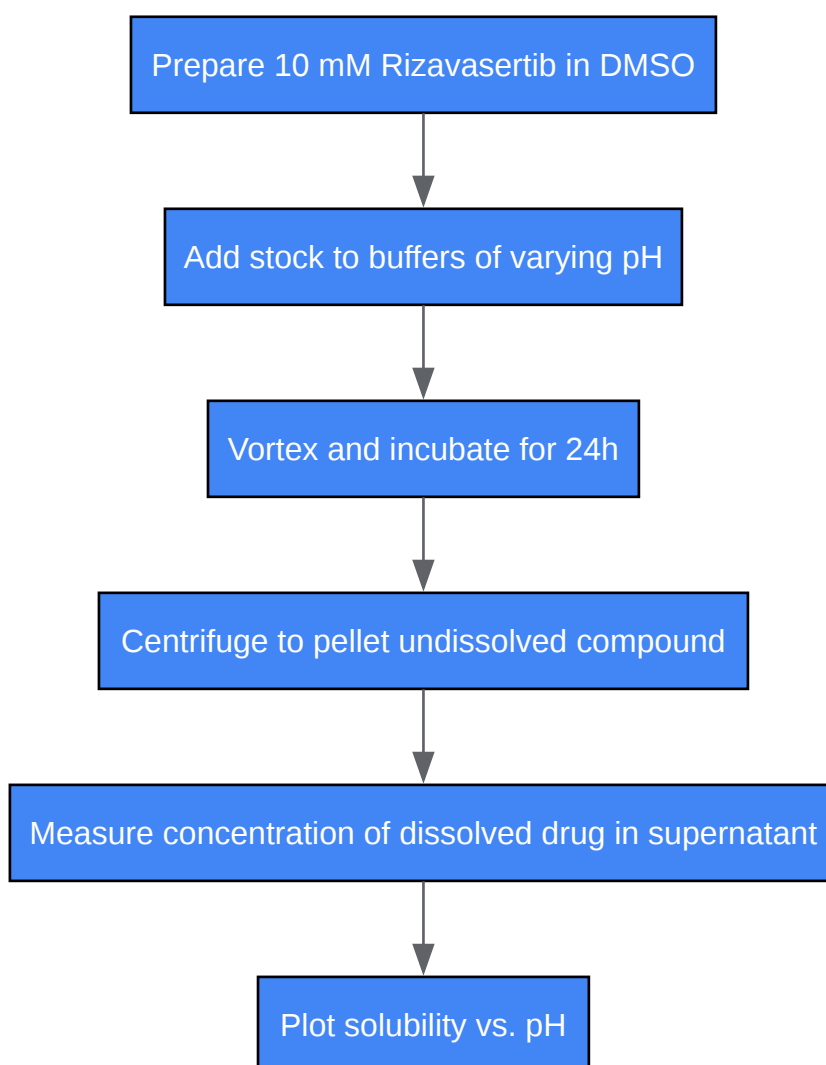 Prepare 10 mM Rizavasertib in DMSO
Add stock to buffers of varying pH
Vortex and incubate for 24h
Centrifuge to pellet undissolved compound
Measure concentration of dissolved drug in supernatant
Plot solubility vs. pH